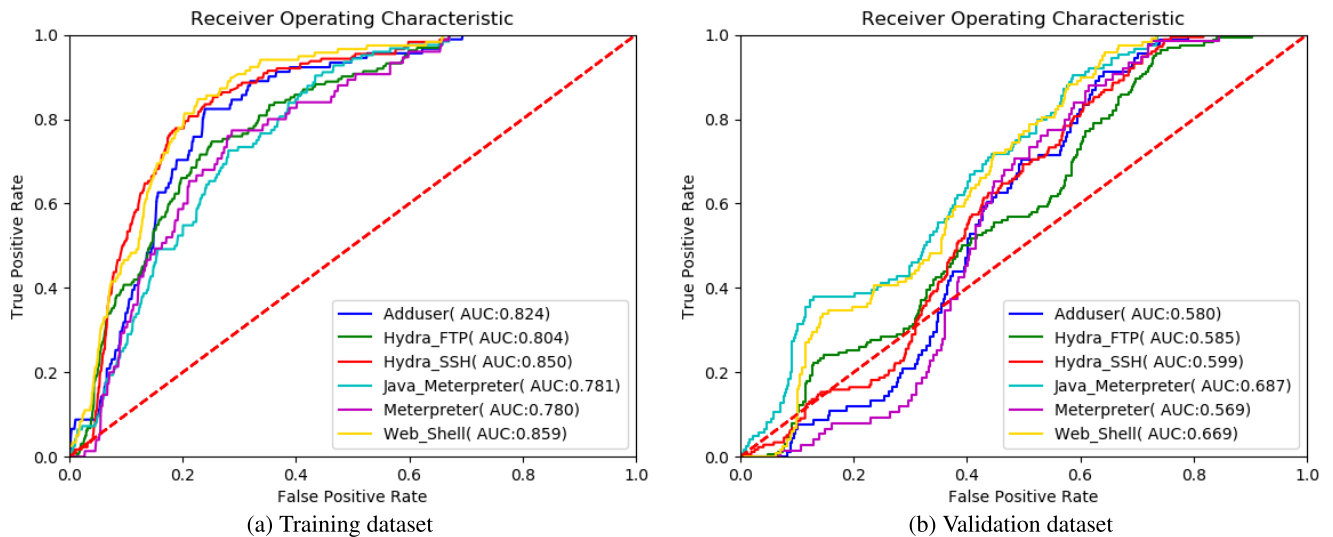 Receiver Operating Characteristic
True Positive Rate
1.0
0.8
0.6
0.4
0.2
0.0
Adduser( AUC:0.824)
Hydra_FTP( AUC:0.804)
Hydra_SSH( AUC:0.850)
Java_Meterpreter( AUC:0.781)
Meterpreter( AUC:0.780)
Web_Shell( AUC:0.859)
0.0 0.2 0.4 0.6 0.8 1.0
False Positive Rate
(a) Training dataset
Receiver Operating Characteristic
True Positive Rate
1.0
0.8
0.6
0.4
0.2
0.0
Adduser( AUC:0.580)
Hydra_FTP( AUC:0.585)
Hydra_SSH( AUC:0.599)
Java_Meterpreter( AUC:0.687)
Meterpreter( AUC:0.569)
Web_Shell( AUC:0.669)
0.0 0.2 0.4 0.6 0.8 1.0
False Positive Rate
(b) Validation dataset